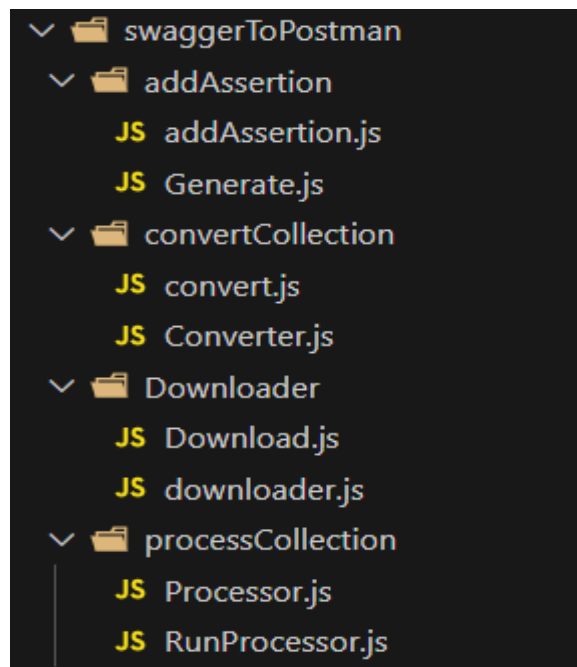 swaggerToPostman
addAssertion
JS addAssertion.js
JS Generate.js
convertCollection
JS convert.js
JS Converter.js
Downloader
JS Download.js
JS downloader.js
processCollection
JS Processor.js
JS RunProcessor.js